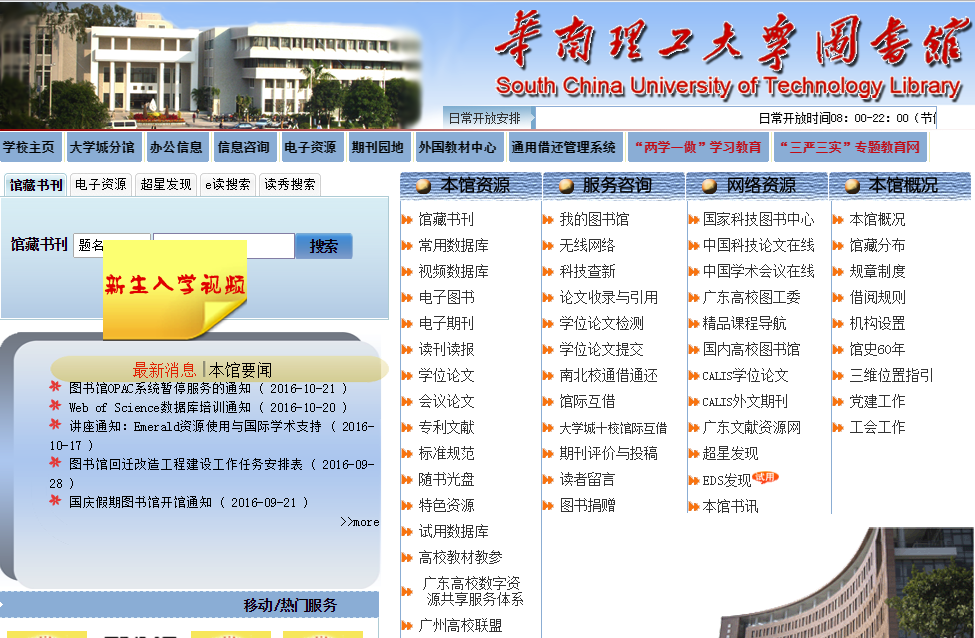 华南理工大学图书馆
South China University of Technology Library
日常开放安排
日常开放时间08：00-22：00（节
学校主页 大学城分馆 办公信息 信息咨询 电子资源 期刊园地 外国教材中心 通用借还管理系统 “两学一做”学习教育 “三严三实”专题教育网
馆藏书刊 电子资源 超星发现 e读搜索 读秀搜索
馆藏书刊 题名 搜索
新生入学视频
最新消息 | 本馆要闻
图书馆OPAC系统暂停服务的通知 ( 2016-10-21 )
Web of Science数据库培训通知 ( 2016-10-20 )
讲座通知：Emerald资源使用与国际学术支持 ( 2016-
10-17 )
图书馆回迁改造工程建设工作任务安排表 ( 2016-09-
28 )
国庆假期图书馆开馆通知 ( 2016-09-21 )
>>more
移动/热门服务
本馆资源
馆藏书刊
常用数据库
视频数据库
电子图书
电子期刊
读刊读报
学位论文
会议论文
专利文献
标准规范
随书光盘
特色资源
试用数据库
高校教材教参
广东高校数字资
源共享服务体系
广州高校联盟
服务咨询
我的图书馆
无线网络
科技查新
论文收录与引用
学位论文检测
学位论文提交
南北校通借通还
馆际互借
大学城十校馆际互借
期刊评价与投稿
读者留言
图书捐赠
网络资源
国家科技图书中心
中国科技论文在线
中国学术会议在线
广东高校图工委
精品课程导航
国内高校图书馆
CALIS学位论文
CALIS外文期刊
广东文献资源网
超星发现
EDS发现 试用
本馆书讯
本馆概况
本馆概况
馆藏分布
规章制度
借阅规则
机构设置
馆史60年
三维位置指引
党建工作
工会工作